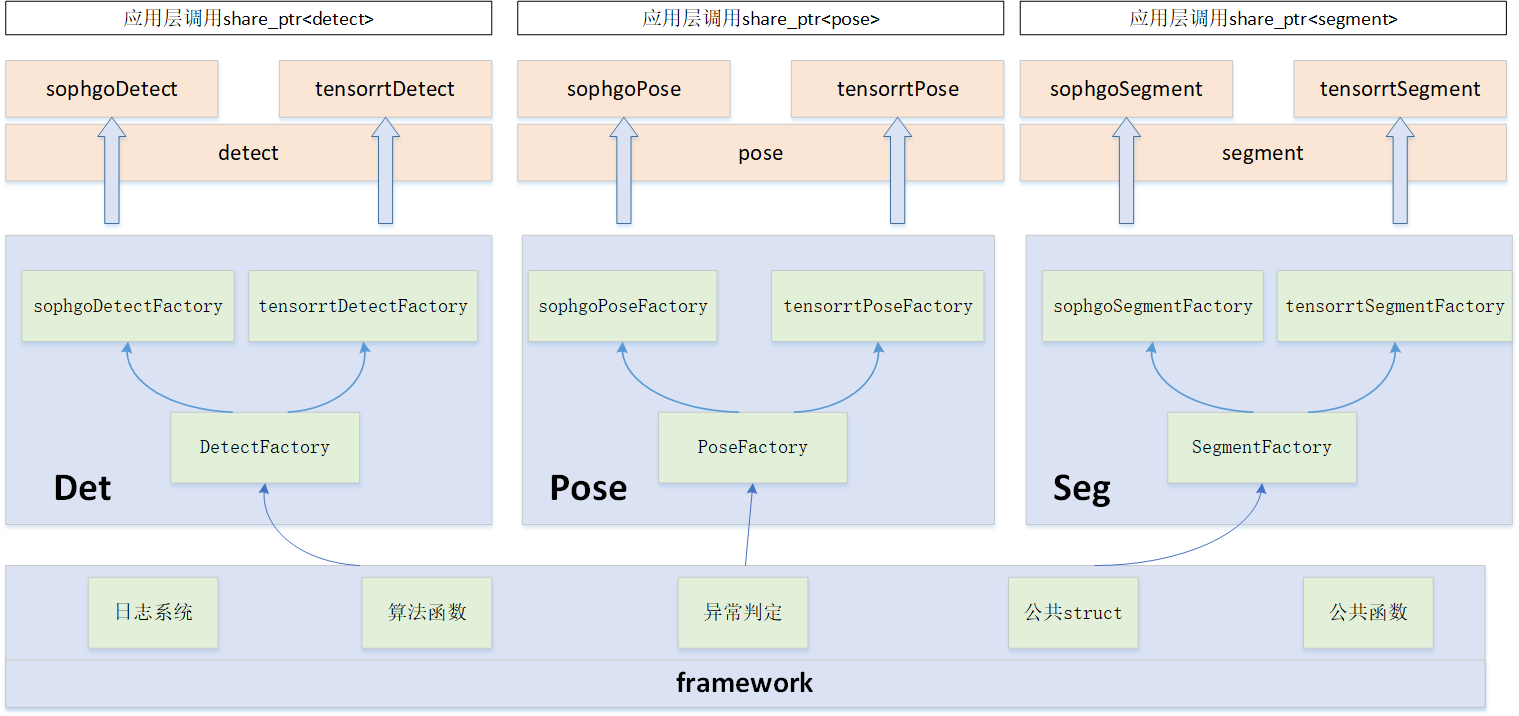 应用层调用share_ptr<detect>
应用层调用share_ptr<pose>
应用层调用share_ptr<segment>
sophgoDetect
tensorrtDetect
sophgoPose
tensorrtPose
sophgoSegment
tensorrtSegment
detect
pose
segment
sophgoDetectFactory
tensorrtDetectFactory
sophgoPoseFactory
tensorrtPoseFactory
sophgoSegmentFactory
tensorrtSegmentFactory
DetectFactory
PoseFactory
SegmentFactory
Det
Pose
Seg
日志系统
算法函数
异常判定
公共struct
公共函数
framework